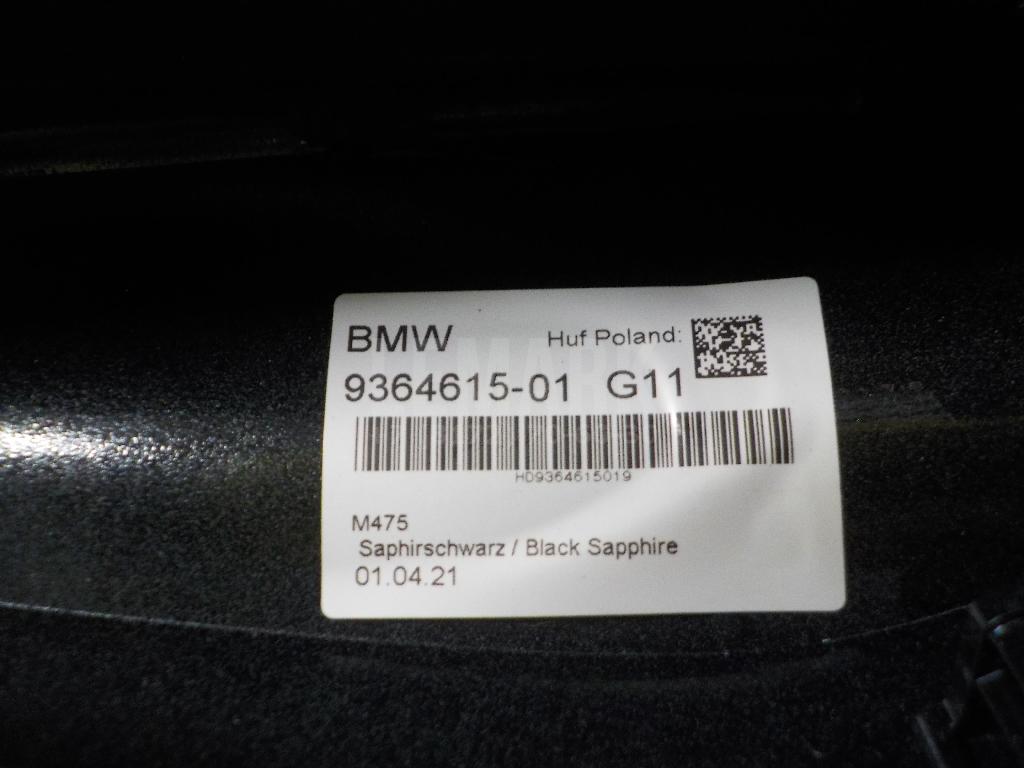 BMW Huf Poland:
9364615-01 G11
H09364615019
M475
Saphirschwarz / Black Sapphire
01.04.21